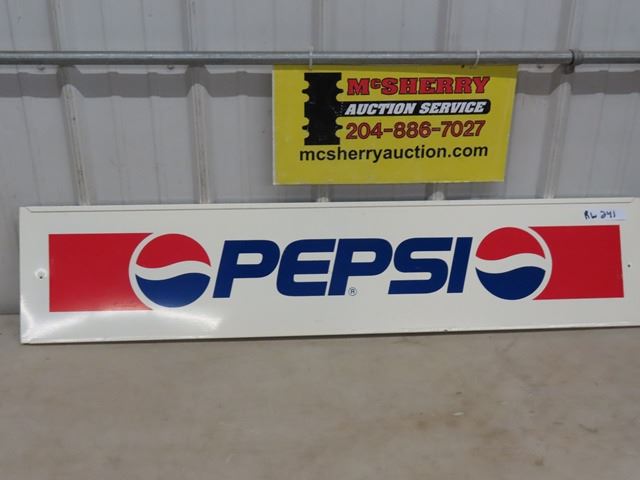 McSHERRY
AUCTION SERVICE
204-886-7027
mcsherryauction.com
RL 241
PEPSI
®